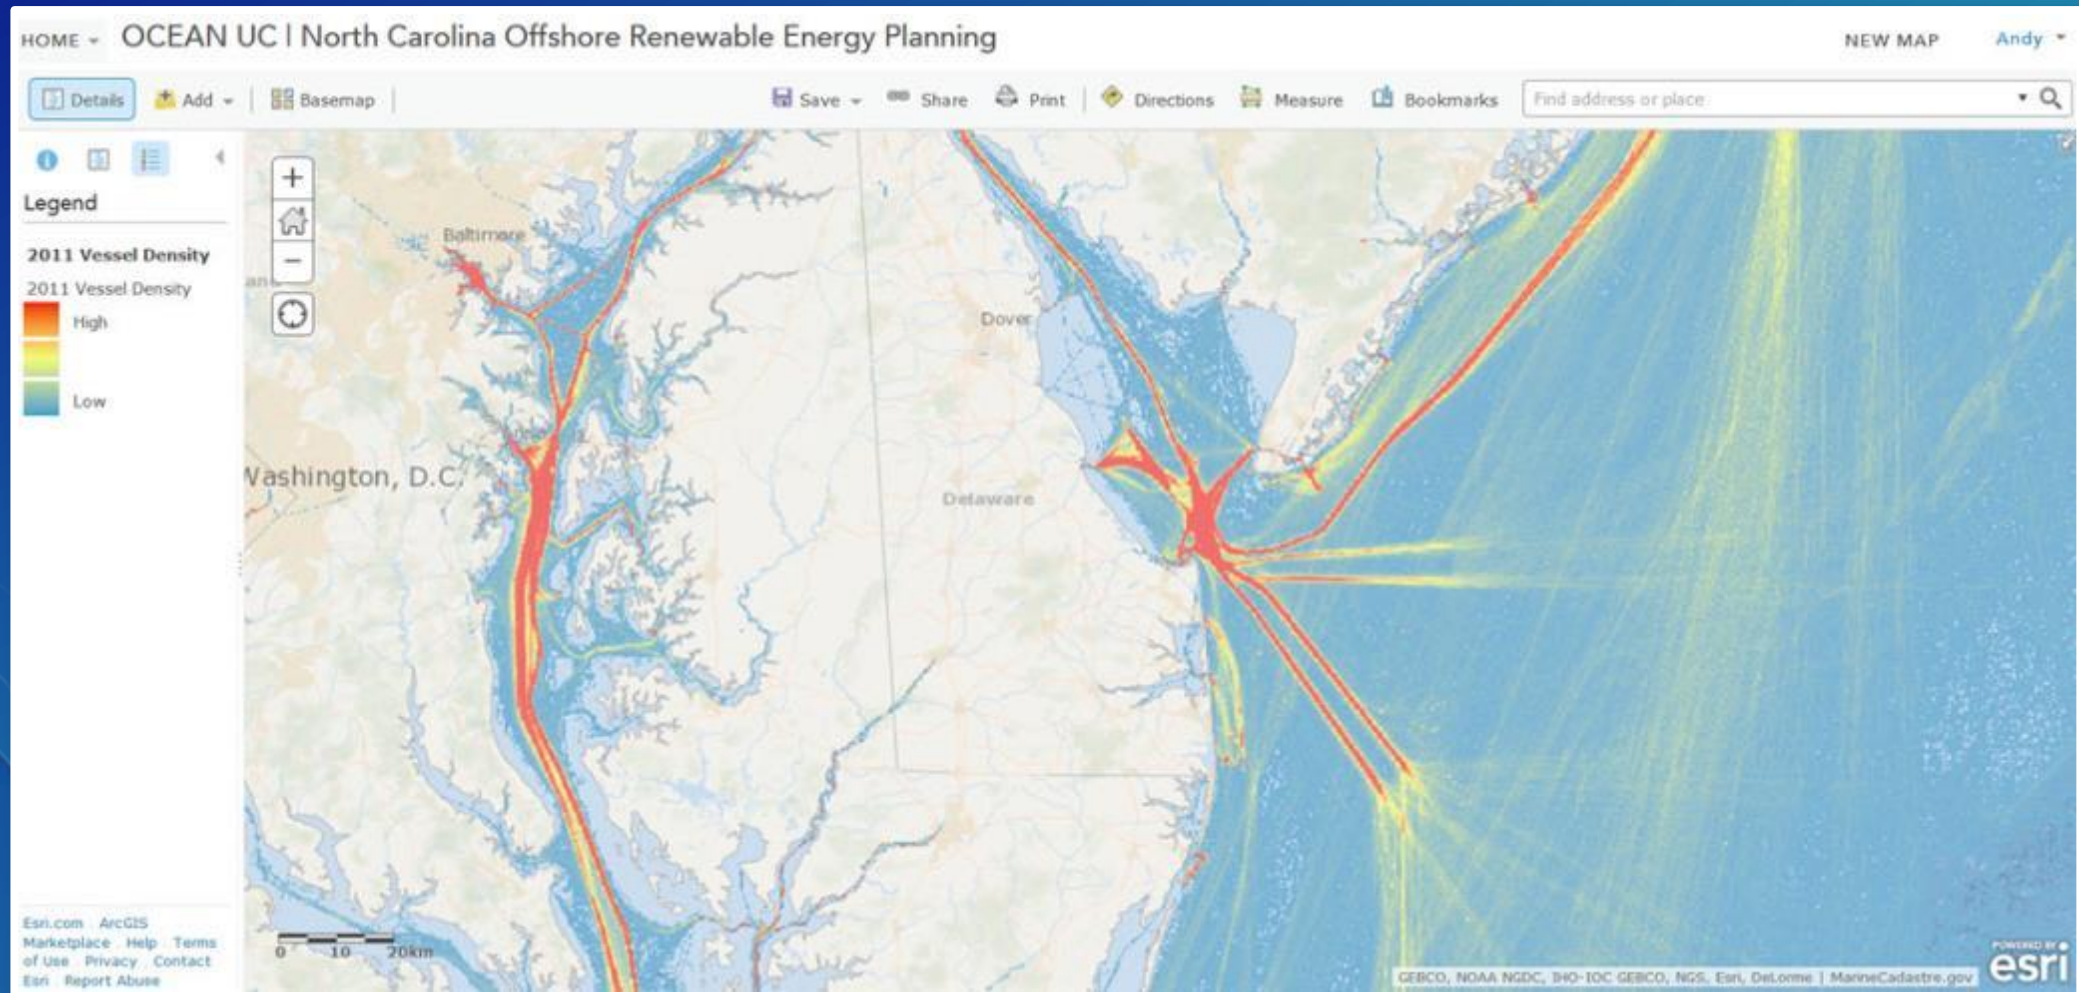 HOME OCEAN UC | North Carolina Offshore Renewable Energy Planning NEW MAP Andy
Details Add Basemap Save Share Print Directions Measure Bookmarks Find address or place
Legend
2011 Vessel Density
2011 Vessel Density
High
Low
Baltimore
Dover
Washington, D.C.
Delaware
Esri.com ArcGIS
Marketplace Help Terms
of Use Privacy Contact
Esri Report Abuse
0 10 20km
GEBCO, NOAA NGDC, IHO-IOC GEBCO, NGS, Esri, DeLorme | MarineCadastre.gov
POWERED BY
esri